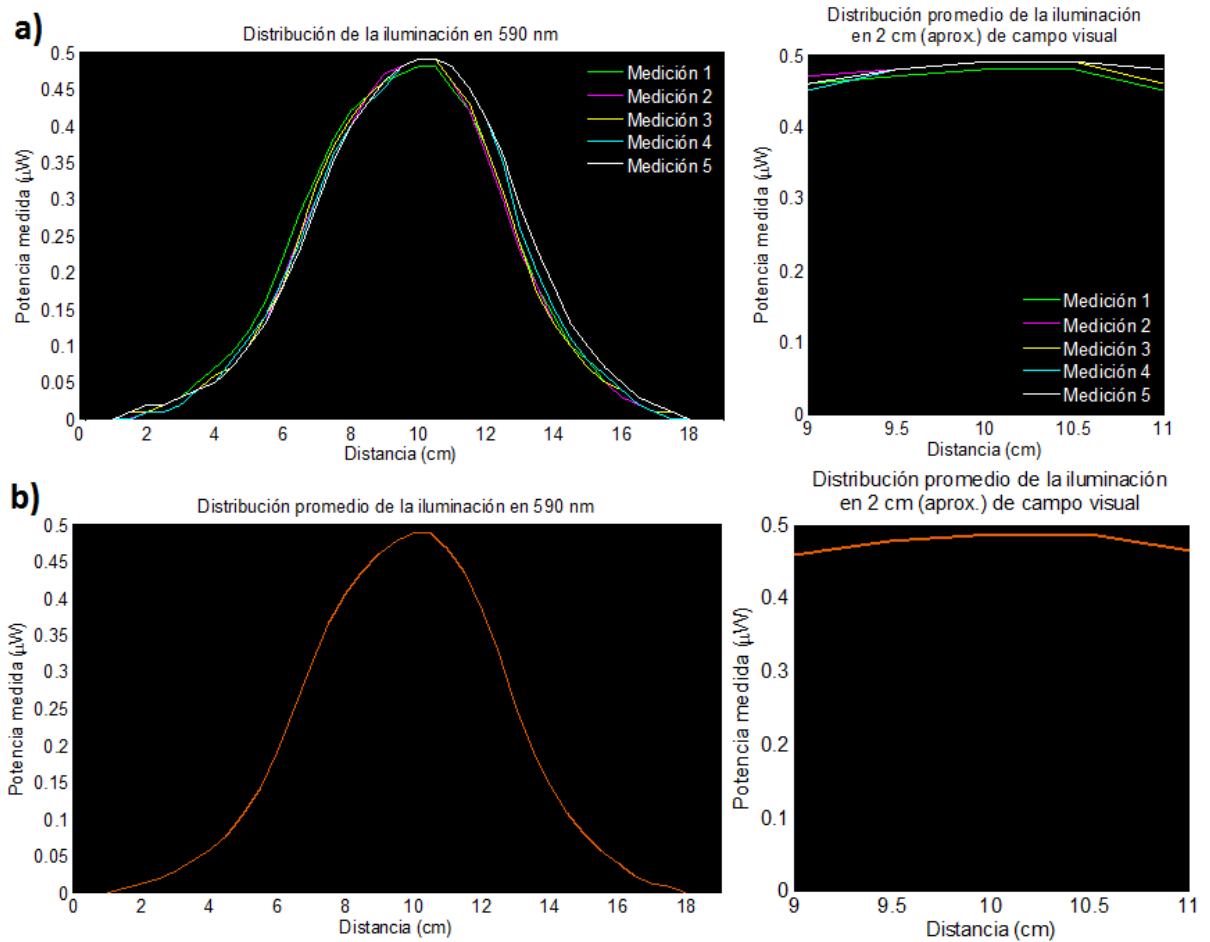 a)
Distribución de la iluminación en 590 nm
Potencia medida (μW)
0.5
0.45
0.4
0.35
0.3
0.25
0.2
0.15
0.1
0.05
0
Medición 1
Medición 2
Medición 3
Medición 4
Medición 5
0 2 4 6 8 10 12 14 16 18
Distancia (cm)
Distribución promedio de la iluminación
en 2 cm (aprox.) de campo visual
Potencia medida (μW)
0.5
0.4
0.3
0.2
0.1
0
Medición 1
Medición 2
Medición 3
Medición 4
Medición 5
9 9.5 10 10.5 11
Distancia (cm)
b)
Distribución promedio de la iluminación en 590 nm
Potencia medida (μW)
0.5
0.45
0.4
0.35
0.3
0.25
0.2
0.15
0.1
0.05
0
0 2 4 6 8 10 12 14 16 18
Distancia (cm)
Distribución promedio de la iluminación
en 2 cm (aprox.) de campo visual
Potencia medida (μW)
0.5
0.4
0.3
0.2
0.1
0
9 9.5 10 10.5 11
Distancia (cm)